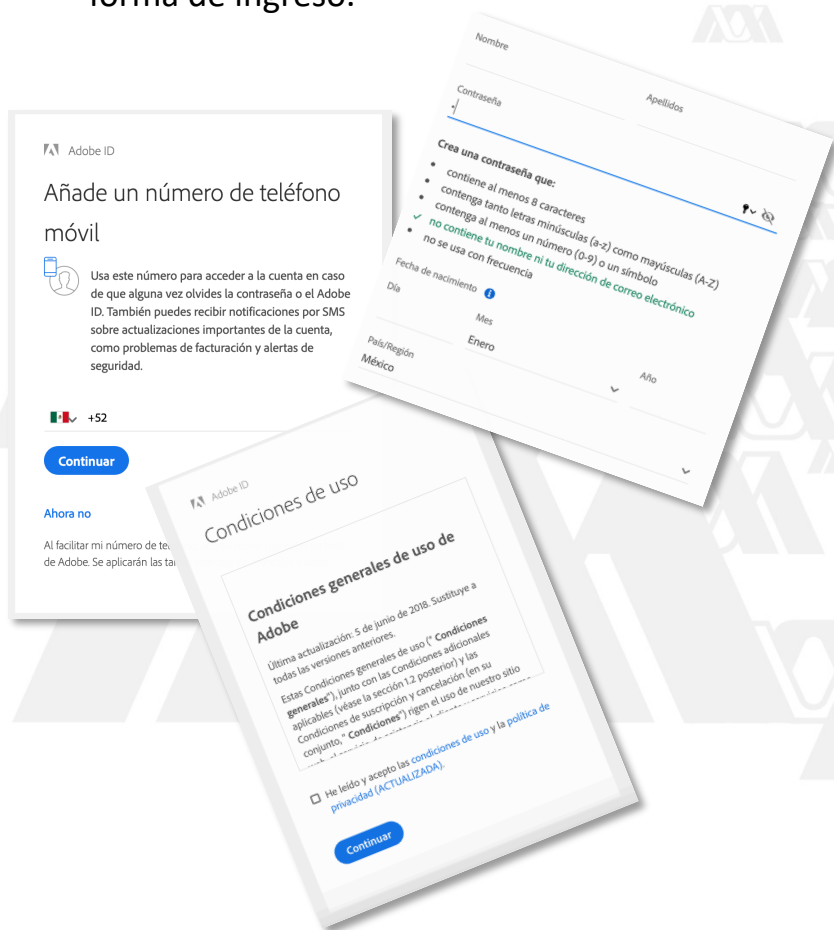 forma de ingreso.
Adobe ID
Añade un número de teléfono
móvil
Usa este número para acceder a la cuenta en caso
de que alguna vez olvides la contraseña o el Adobe
ID. También puedes recibir notificaciones por SMS
sobre actualizaciones importantes de la cuenta,
como problemas de facturación y alertas de
seguridad.
+52
Continuar
Ahora no
Al facilitar mi número de
de Adobe. Se aplicarán las
Nombre
Apellidos
Contraseña
Crea una contraseña que:
contiene al menos 8 caracteres
contenga tanto letras minúsculas (a-z) como mayúsculas (A-Z)
contenga al menos un número (0-9) o un símbolo
no contiene tu nombre ni tu dirección de correo electrónico
no se usa con frecuencia
Fecha de nacimiento
Día
Mes
Enero
Año
País/Región
México
Adobe ID
Condiciones de uso
Condiciones generales de uso de
Adobe
Última actualización: 5 de junio de 2018. Sustituye a
todas las versiones anteriores.
Estas Condiciones generales de uso (" Condiciones
generales"), junto con las Condiciones adicionales
aplicables (véase la sección 1.2 posterior) y las
Condiciones de suscripción y cancelación (en su
conjunto, " Condiciones") rigen el uso de nuestro sitio
He leído y acepto las condiciones de uso y la política de
privacidad (ACTUALIZADA).
Continuar